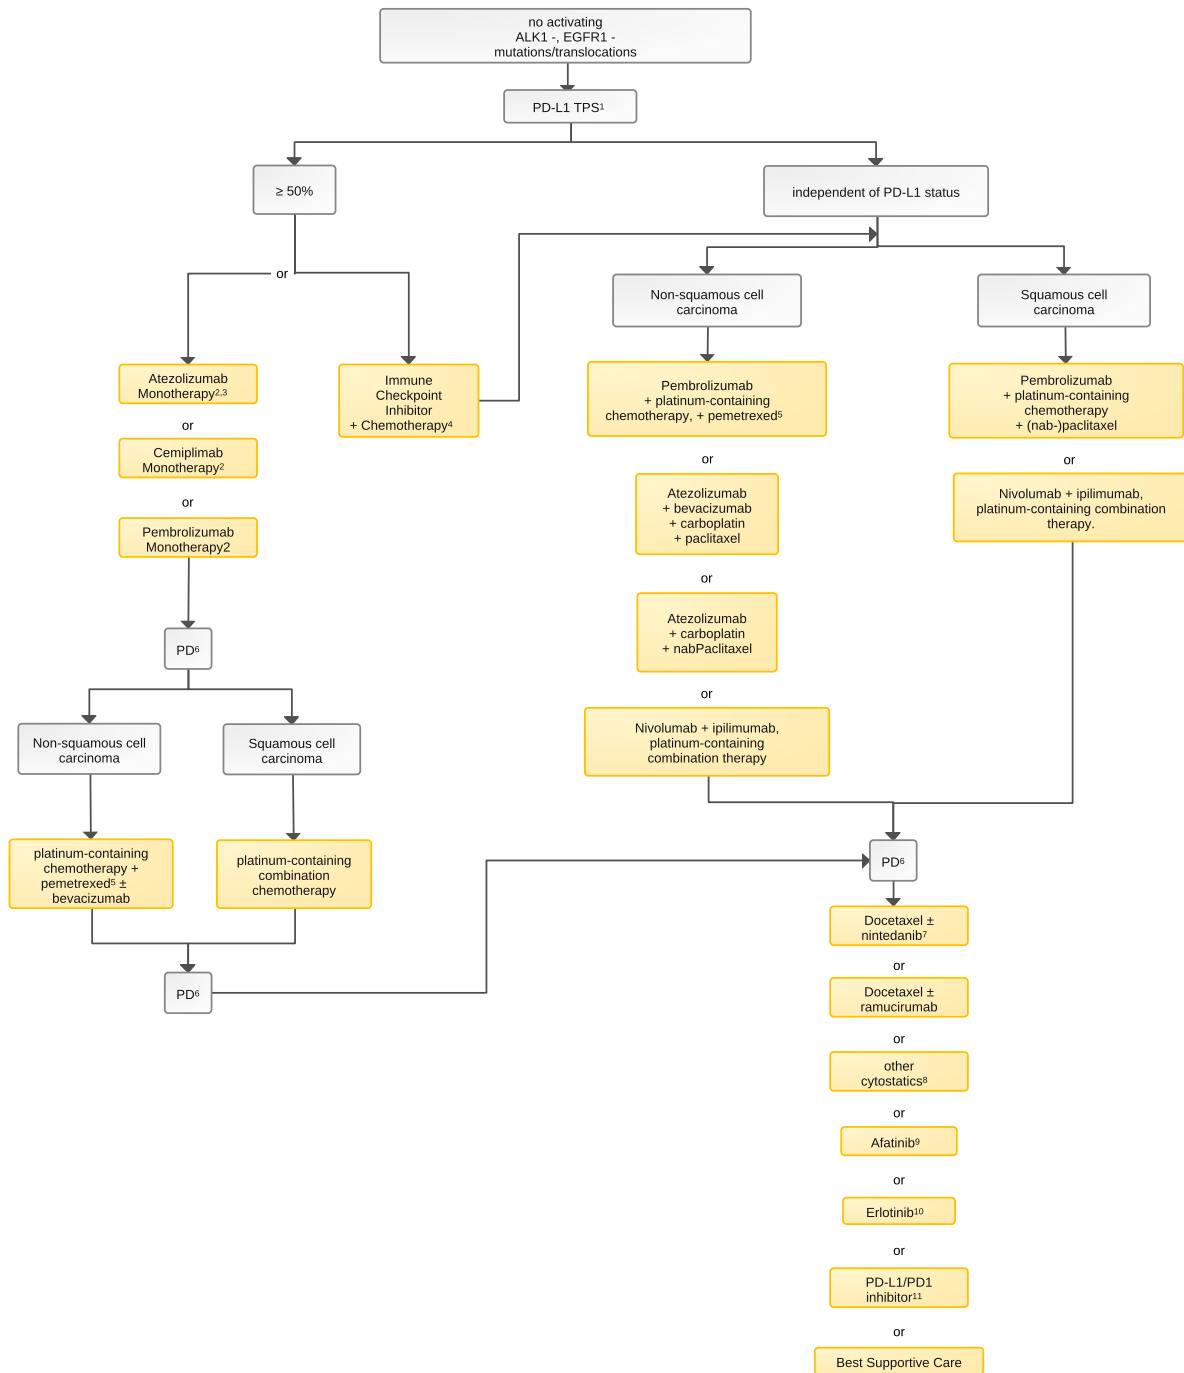 no activating
ALK1 -, EGFR1 -
mutations/translocations
PD-L1 TPS¹
≥ 50%
independent of PD-L1 status
or
Non-squamous cell
carcinoma
Squamous cell
carcinoma
Atezolizumab
Monotherapy²,³
or
Cemiplimab
Monotherapy²
or
Pembrolizumab
Monotherapy2
Immune
Checkpoint
Inhibitor
+ Chemotherapy⁴
Pembrolizumab
+ platinum-containing
chemotherapy, + pemetrexed⁵
or
Atezolizumab
+ bevacizumab
+ carboplatin
+ paclitaxel
or
Atezolizumab
+ carboplatin
+ nabPaclitaxel
or
Nivolumab + ipilimumab,
platinum-containing
combination therapy
Pembrolizumab
+ platinum-containing
chemotherapy
+ (nab-)paclitaxel
or
Nivolumab + ipilimumab,
platinum-containing combination
therapy.
PD⁶
Non-squamous cell
carcinoma
Squamous cell
carcinoma
platinum-containing
chemotherapy +
pemetrexed⁵ ±
bevacizumab
platinum-containing
combination
chemotherapy
PD⁶
PD⁶
Docetaxel ±
nintedanib⁷
or
Docetaxel ±
ramucirumab
or
other
cytostatics⁸
or
Afatinib⁹
or
Erlotinib¹⁰
or
PD-L1/PD1
inhibitor¹¹
or
Best Supportive Care